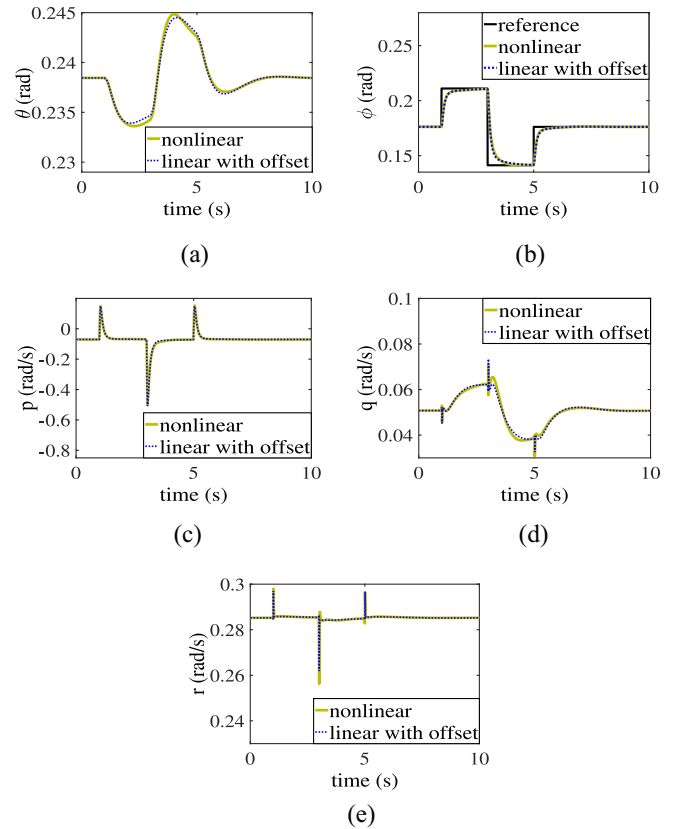 0.245
0.24
0.235
0.23
θ (rad)
nonlinear
linear with offset
0 5 10
time (s)
(a)
0.25
0.2
0.15
ϕ (rad)
reference
nonlinear
linear with offset
0 5 10
time (s)
(b)
0
-0.2
-0.4
-0.6
-0.8
p (rad/s)
nonlinear
linear with offset
0 5 10
time (s)
(c)
0.1
0.08
0.06
0.04
q (rad/s)
nonlinear
linear with offset
0 5 10
time (s)
(d)
0.3
0.28
0.26
0.24
r (rad/s)
nonlinear
linear with offset
0 5 10
time (s)
(e)